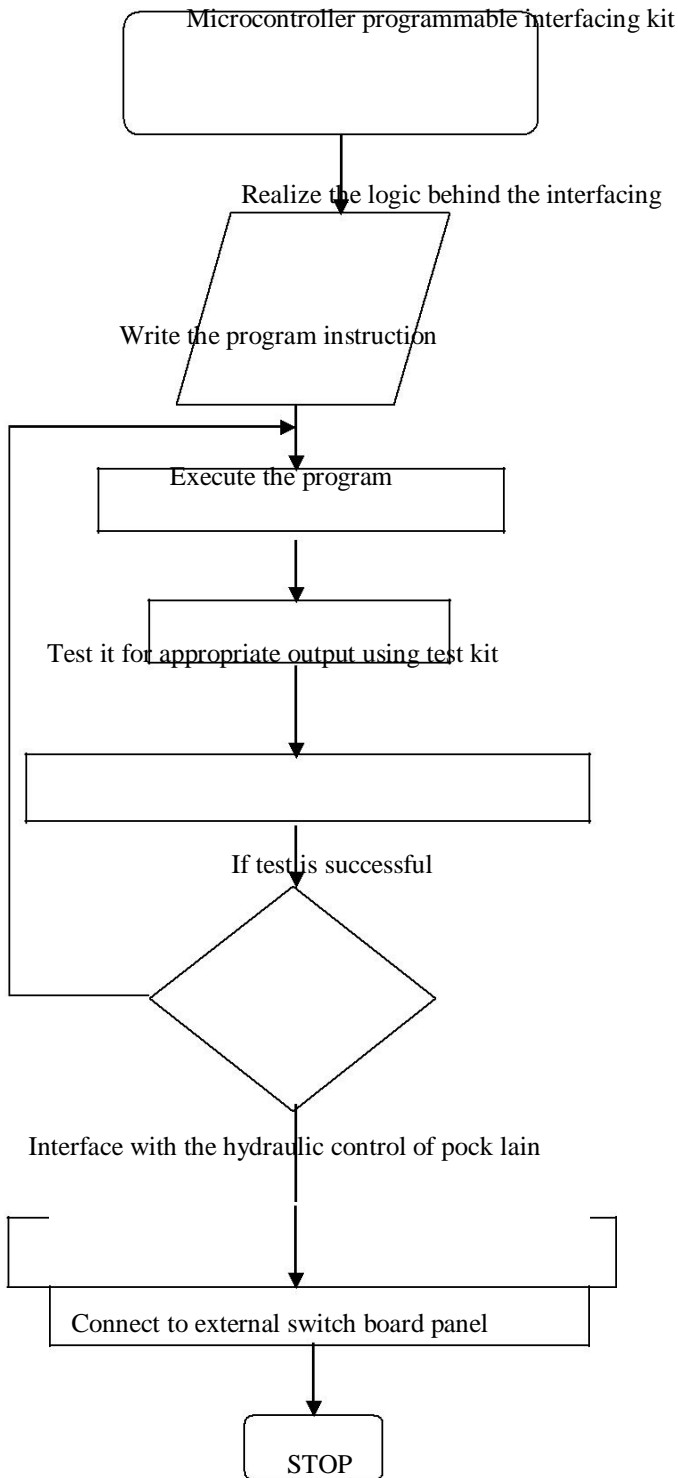 Microcontroller programmable interfacing kit
Realize the logic behind the interfacing
Write the program instruction
Execute the program
Test it for appropriate output using test kit
If test is successful
Interface with the hydraulic control of pock lain
Connect to external switch board panel
STOP